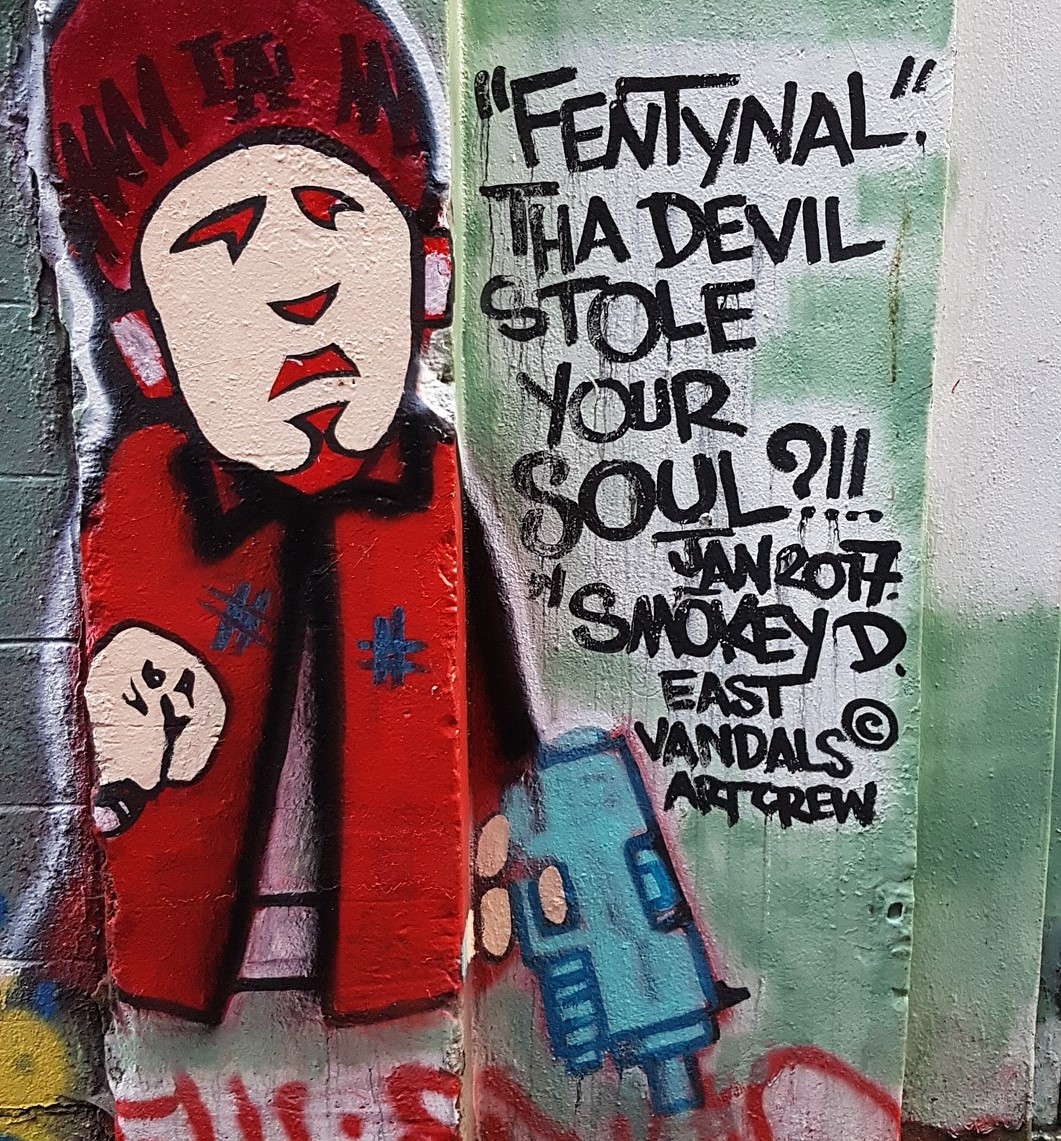 "FENTYNAL."
THA DEVIL
STOLE
YOUR
SOUL?!!
JAN 2017.
"SMOKEY D.
EAST
VANDALS ©
ART CREW